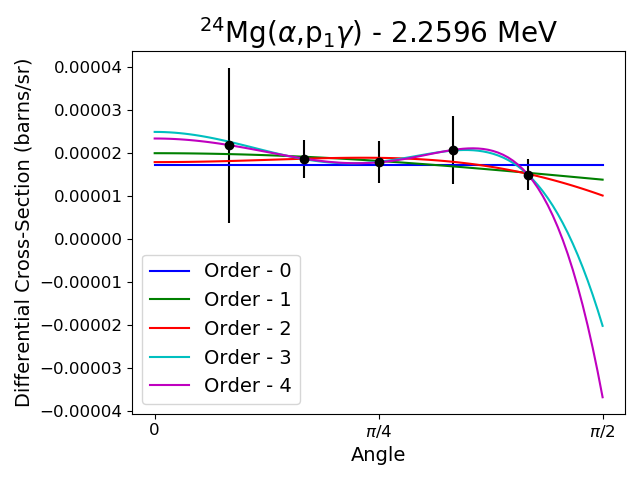 ²⁴Mg(α,p₁γ) - 2.2596 MeV
Differential Cross-Section (barns/sr)
0.00004
0.00003
0.00002
0.00001
0.00000
−0.00001
−0.00002
−0.00003
−0.00004
Order - 0
Order - 1
Order - 2
Order - 3
Order - 4
0
π/4
π/2
Angle